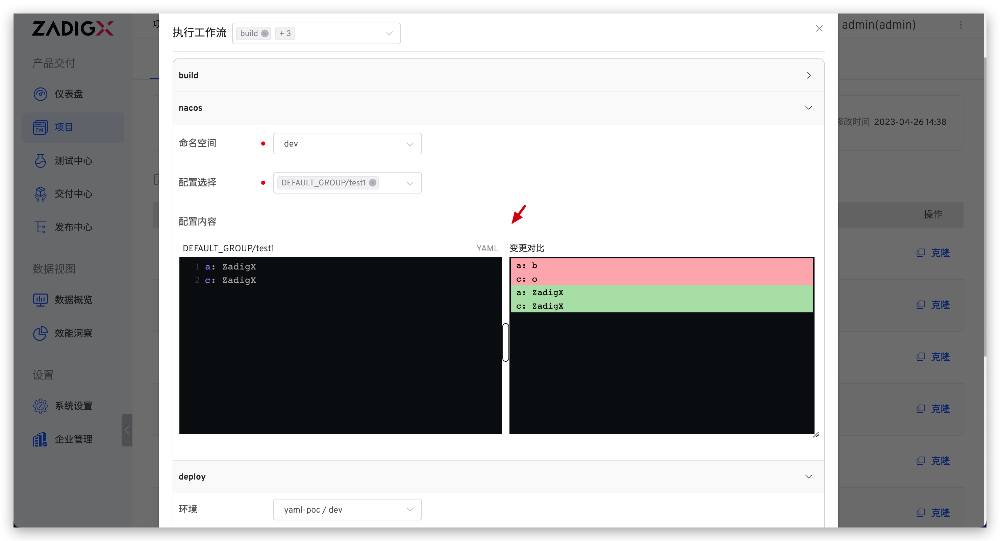 ZADIGX
产品交付
仪表盘
PM
项目
测试中心
交付中心
发布中心
数据视图
数据概览
效能洞察
设置
系统设置
企业管理
执行工作流 build + 3
admin(admin)
build
nacos
修改时间 2023-04-26 14:38
命名空间 dev
配置选择 DEFAULT_GROUP/test1
配置内容
操作
DEFAULT_GROUP/test1 YAML 变更对比
1 a: ZadigX
2 c: ZadigX
a: b
c: o
a: ZadigX
c: ZadigX
克隆
克隆
克隆
克隆
克隆
克隆
deploy
环境 yaml-poc / dev